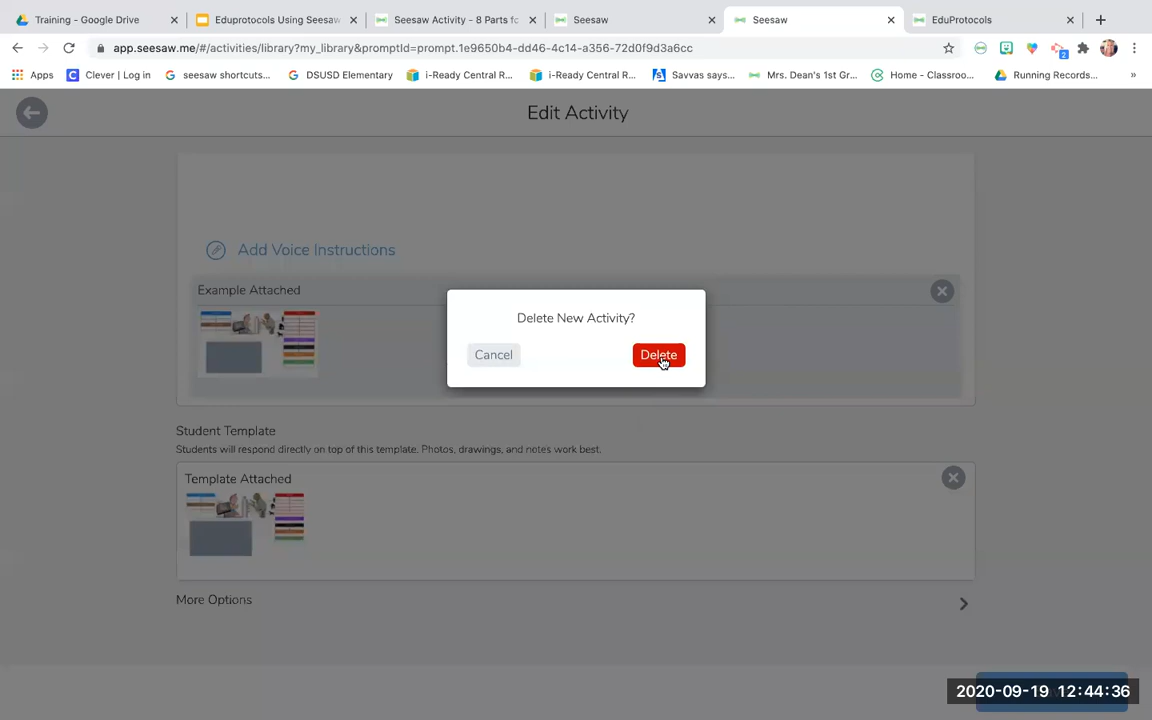 Training - Google Drive
Eduprotocols Using Seesaw
Seesaw Activity - 8 Parts fo
Seesaw
Seesaw
EduProtocols
app.seesaw.me/#/activities/library?my_library&promptId=prompt.1e9650b4-dd46-4c14-a356-72d0f9d3a6cc
2
Apps
Clever | Log in
seesaw shortcuts...
DSUSD Elementary
i-Ready Central R...
i-Ready Central R...
Savvas says...
Mrs. Dean's 1st Gr...
Home - Classroo...
Running Records...
»
Edit Activity
Add Voice Instructions
Example Attached
Delete New Activity?
Cancel
Delete
Student Template
Students will respond directly on top of this template. Photos, drawings, and notes work best.
Template Attached
More Options
2020-09-19 12:44:36